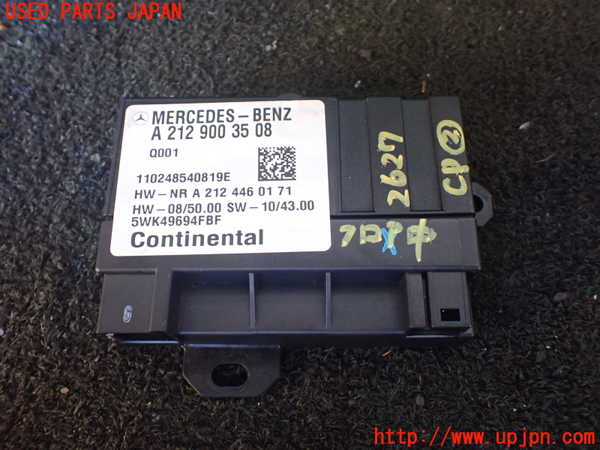 USED PARTS JAPAN
MERCEDES-BENZ
A 212 900 35 08
Q001
110248540819E
HW-NR A 212 446 01 71
HW-08/50.00 SW-10/43.00
5WK49694FBF
Continental
2627
CP②
http://www.upjpn.com/